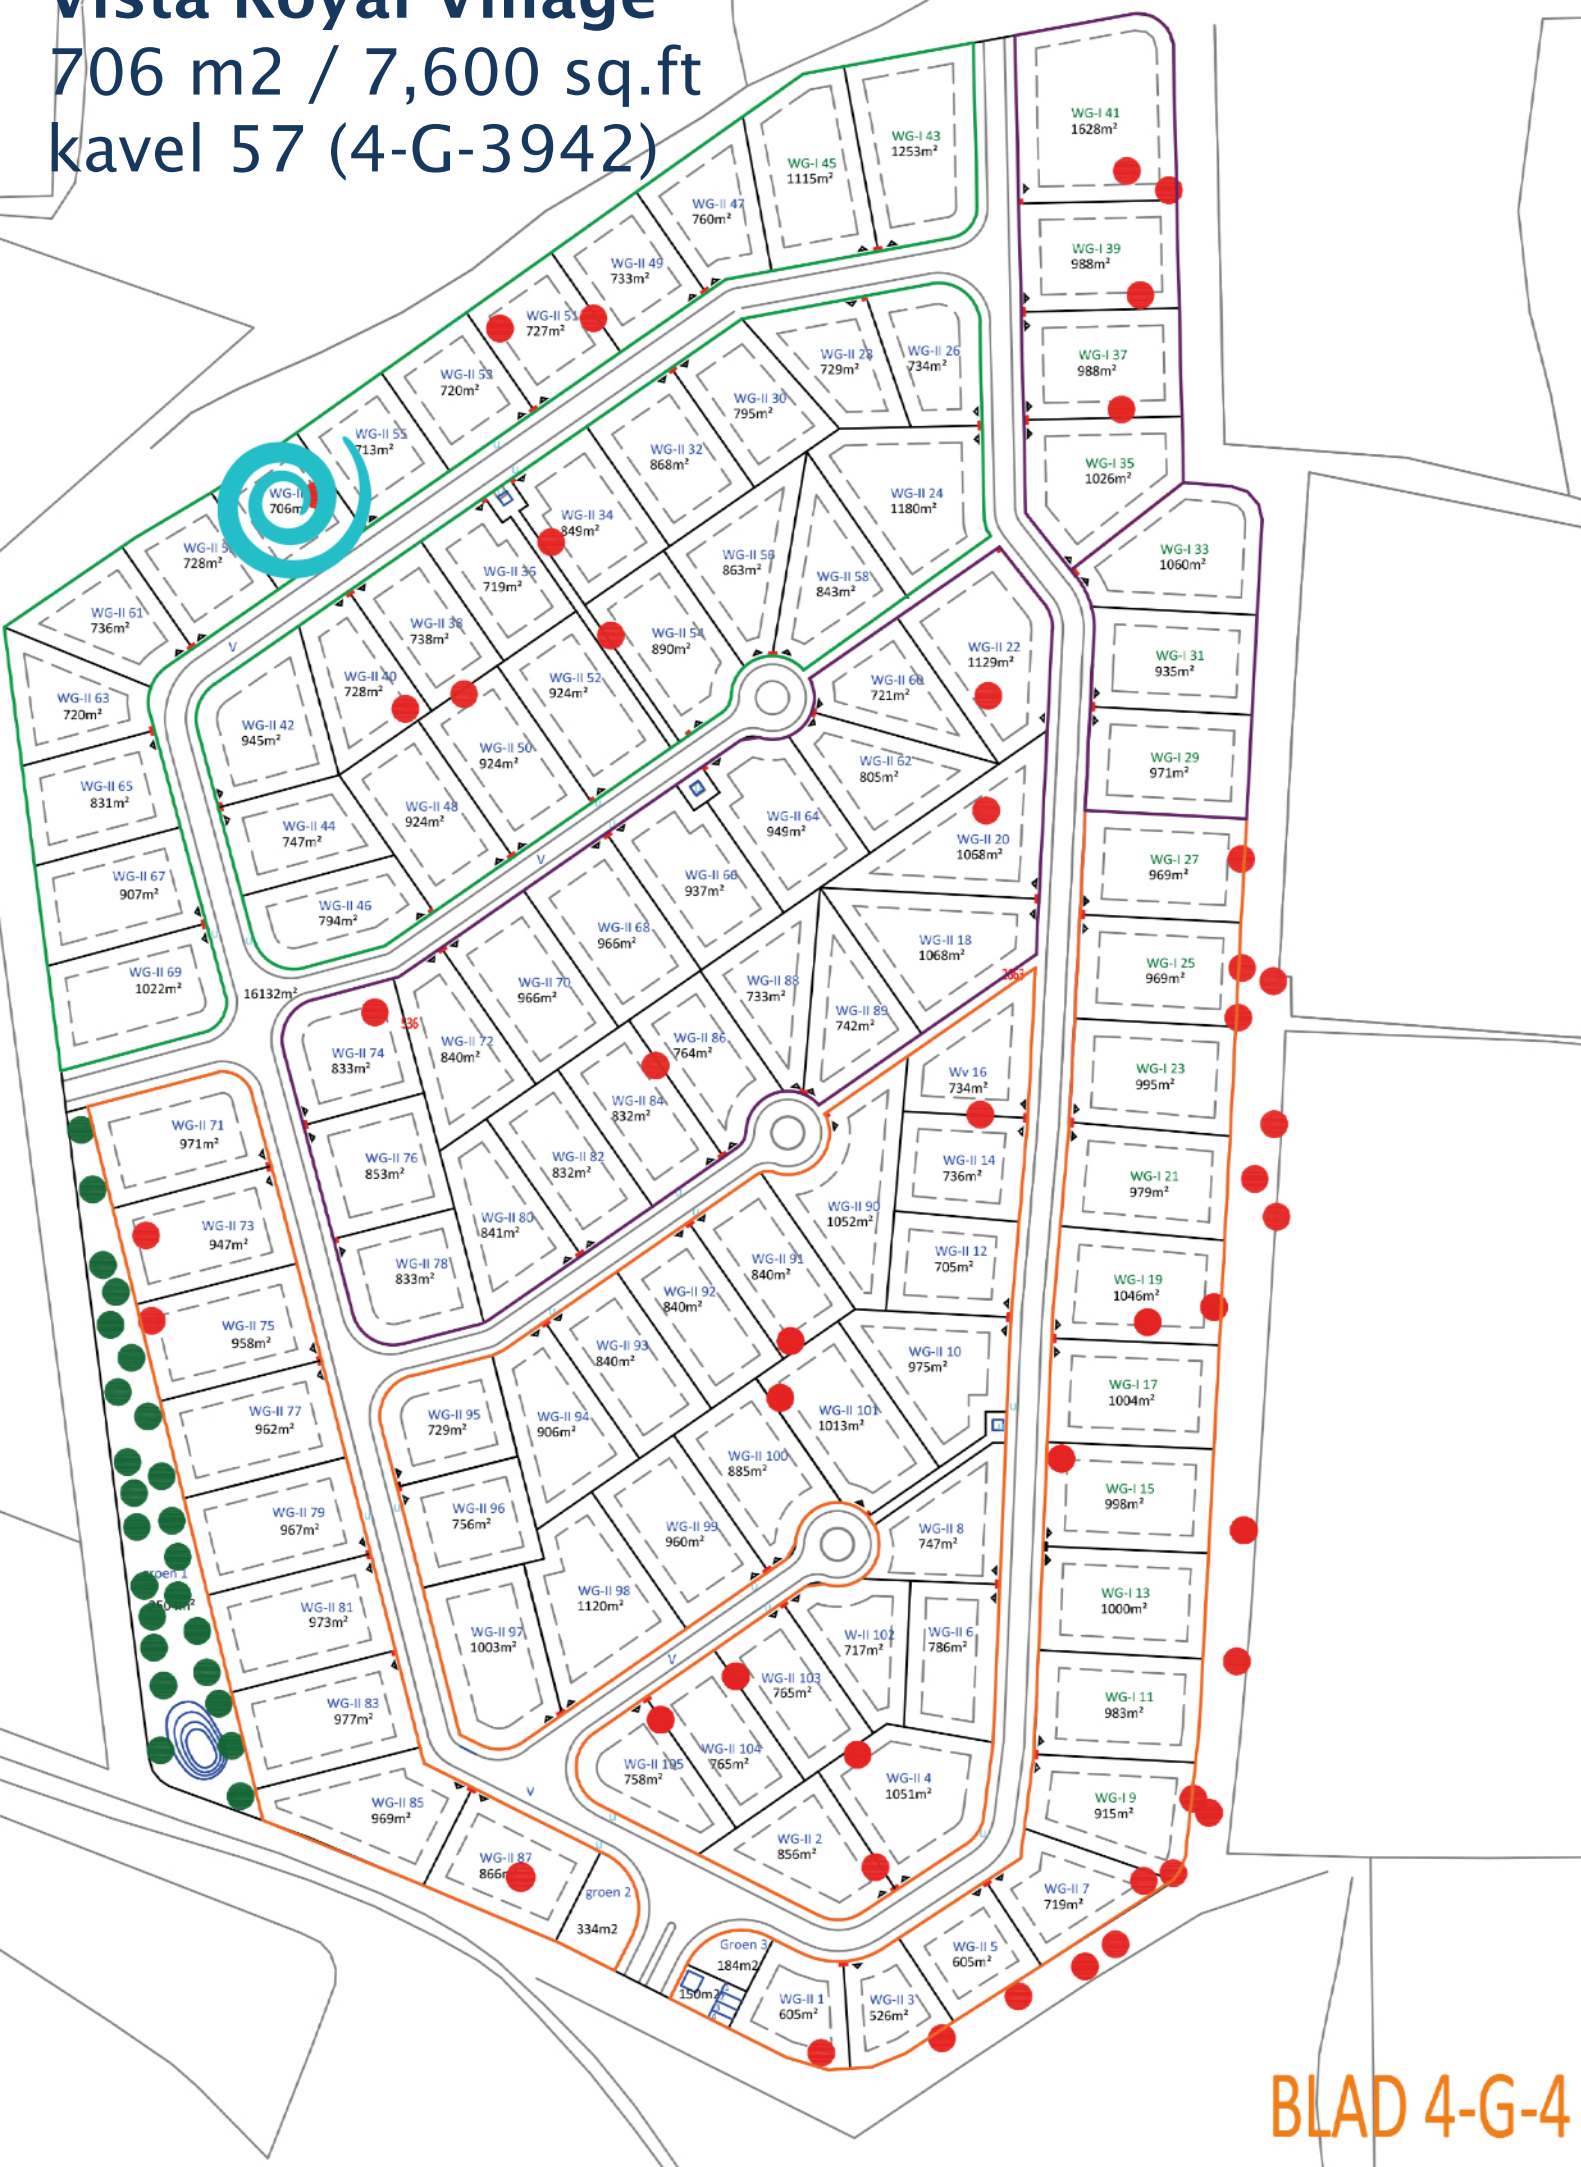 Vista Royal Village
706 m2 / 7,600 sq.ft
kavel 57 (4-G-3942)
WG-I 41
1628m²
WG-I 43
1253m²
WG-I 45
1115m²
WG-II 47
760m²
WG-I 39
988m²
WG-II 49
733m²
WG-II 51
727m²
WG-II 28
729m²
WG-II 26
734m²
WG-I 37
988m²
WG-II 53
720m²
WG-II 30
795m²
WG-II 55
713m²
WG-II 32
868m²
WG-I 35
1026m²
WG-II
706m
WG-II 24
1180m²
WG-II 34
849m²
WG-II 5
728m²
WG-II 56
863m²
WG-I 33
1060m²
WG-II 36
719m²
WG-II 58
843m²
WG-II 61
736m²
WG-II 38
738m²
WG-II 54
890m²
WG-II 22
1129m²
WG-I 31
935m²
WG-II 40
728m²
WG-II 52
924m²
WG-II 60
721m²
WG-II 63
720m²
WG-II 42
945m²
WG-II 50
924m²
WG-II 62
805m²
WG-I 29
971m²
WG-II 65
831m²
WG-II 48
924m²
WG-II 64
949m²
WG-II 44
747m²
WG-II 20
1068m²
WG-I 27
969m²
WG-II 67
907m²
WG-II 66
937m²
WG-II 46
794m²
WG-II 68
966m²
WG-II 18
1068m²
WG-I 25
969m²
WG-II 69
1022m²
16132m²
WG-II 70
966m²
WG-II 88
733m²
2667
WG-II 89
742m²
936
WG-II 72
840m²
WG-II 86
764m²
WG-II 74
833m²
Wv 16
734m²
WG-I 23
995m²
WG-II 84
832m²
WG-II 71
971m²
WG-II 76
853m²
WG-II 82
832m²
WG-II 14
736m²
WG-I 21
979m²
WG-II 90
1052m²
WG-II 80
841m²
WG-II 73
947m²
WG-II 78
833m²
WG-II 91
840m²
WG-II 12
705m²
WG-II 92
840m²
WG-I 19
1046m²
WG-II 75
958m²
WG-II 93
840m²
WG-II 10
975m²
WG-I 17
1004m²
WG-II 77
962m²
WG-II 95
729m²
WG-II 94
906m²
WG-II 101
1013m²
WG-II 100
885m²
WG-I 15
998m²
WG-II 79
967m²
WG-II 96
756m²
WG-II 99
960m²
WG-II 8
747m²
groen 1
WG-II 98
1120m²
WG-I 13
1000m²
WG-II 81
973m²
WG-II 97
1003m²
W-II 102
717m²
WG-II 6
786m²
WG-II 83
977m²
WG-II 103
765m²
WG-I 11
983m²
WG-II 105
758m²
WG-II 104
765m²
WG-II 4
1051m²
WG-II 85
969m²
WG-I 9
915m²
WG-II 2
856m²
WG-II 87
866m
groen 2
334m2
WG-II 7
719m²
Groen 3
184m2
WG-II 5
605m²
150m2
WG-II 1
605m²
WG-II 3
526m²
BLAD 4-G-4